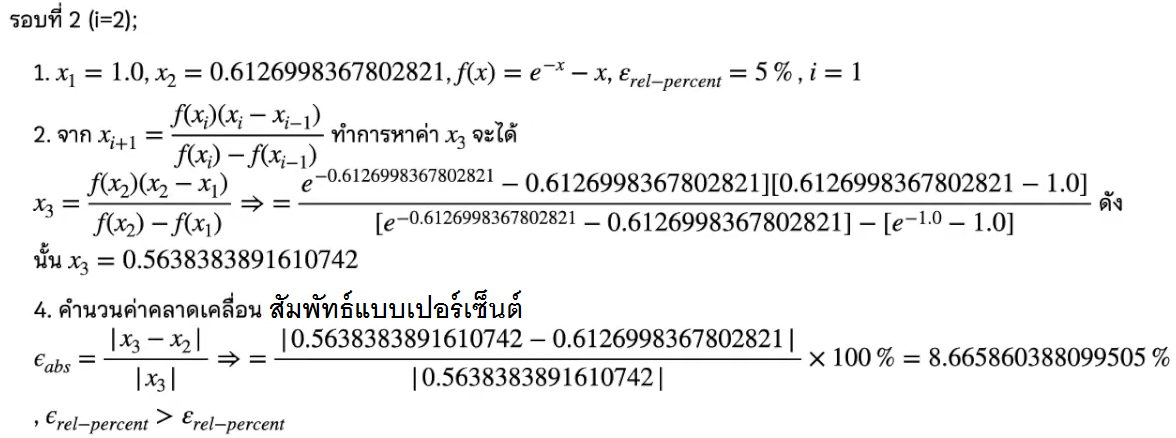 รอบที่ 2 (i=2);
1. x₁ = 1.0, x₂ = 0.6126998367802821, f(x) = e^{−x} − x, ε_{rel−percent} = 5 % , i = 1
2. จาก x_{i+1} = \frac{f(x_i)(x_i − x_{i−1})}{f(x_i) − f(x_{i−1})} ทำการหาค่า x₃ จะได้
x₃ = \frac{f(x₂)(x₂ − x₁)}{f(x₂) − f(x₁)} ⇒ = \frac{e^{−0.6126998367802821} − 0.6126998367802821][0.6126998367802821 − 1.0]}{[e^{−0.6126998367802821} − 0.6126998367802821] − [e^{−1.0} − 1.0]} ดัง
นั้น x₃ = 0.5638383891610742
4. คำนวนค่าคลาดเคลื่อน สัมพัทธ์แบบเปอร์เซ็นต์
ϵ_{abs} = \frac{|x₃ − x₂|}{|x₃|} ⇒ = \frac{|0.5638383891610742 − 0.6126998367802821|}{|0.5638383891610742|} × 100 % = 8.665860388099505 %
, ϵ_{rel−percent} > ε_{rel−percent}